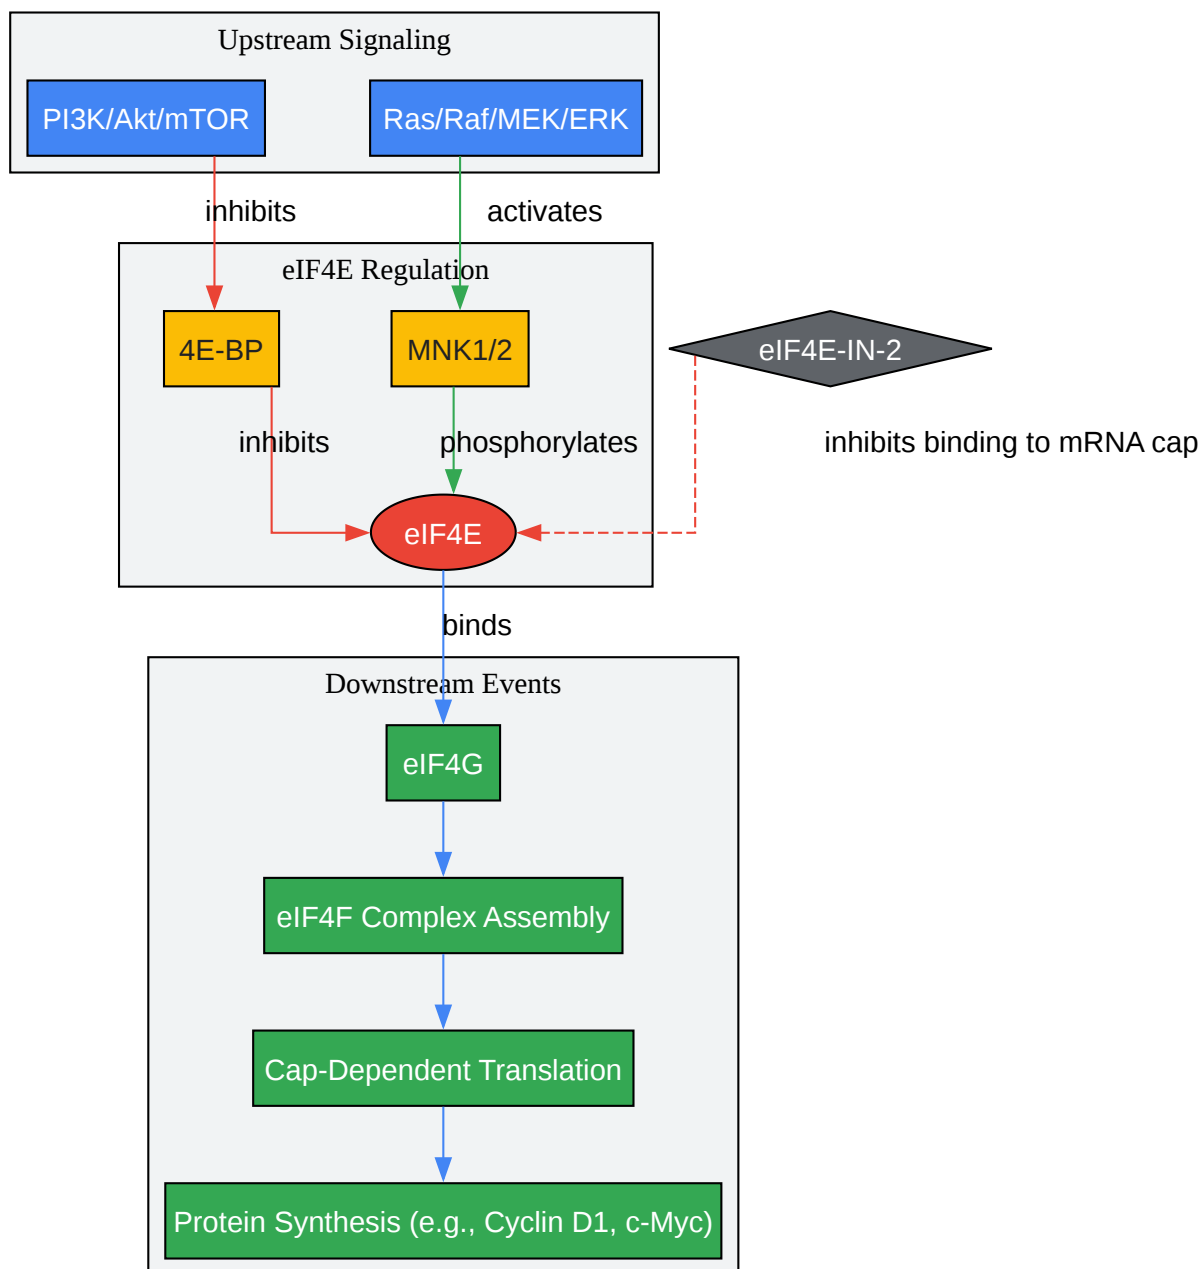 Upstream Signaling
PI3K/Akt/mTOR
Ras/Raf/MEK/ERK
inhibits
activates
eIF4E Regulation
4E-BP
MNK1/2
eIF4E-IN-2
inhibits
phosphorylates
inhibits binding to mRNA cap
eIF4E
binds
Downstream Events
eIF4G
eIF4F Complex Assembly
Cap-Dependent Translation
Protein Synthesis (e.g., Cyclin D1, c-Myc)